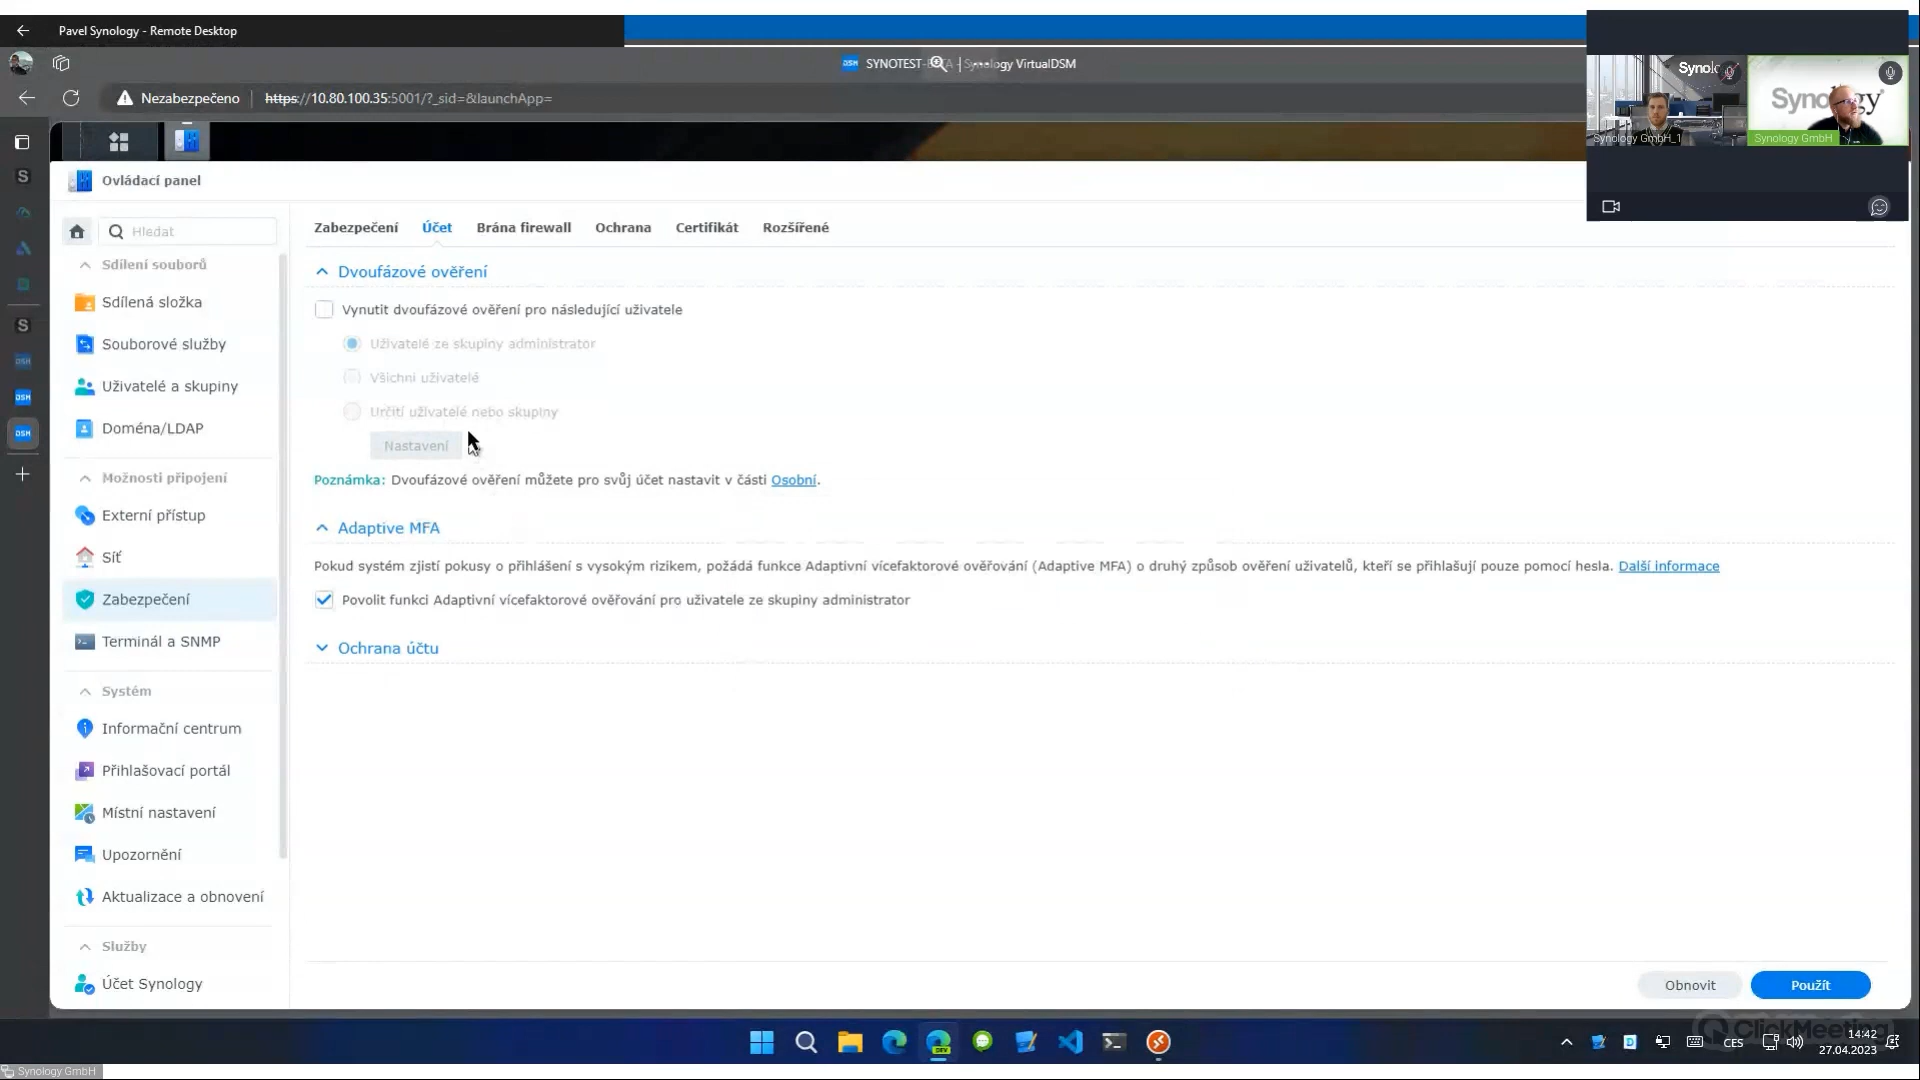 Pavel Synology - Remote Desktop
SYNOTEST- | Synology VirtualDSM
Nezabezpečeno
https://10.80.100.35:5001/?_sid=&launchApp=
Synology
Synology GmbH_1
Synology GmbH
Ovládací panel
Hledat
Zabezpečení
Účet
Brána firewall
Ochrana
Certifikát
Rozšířené
Sdílení souborů
Sdílená složka
Souborové služby
Uživatelé a skupiny
Doména/LDAP
Možnosti připojení
Externí přístup
Síť
Zabezpečení
Terminál a SNMP
Systém
Informační centrum
Přihlašovací portál
Místní nastavení
Upozornění
Aktualizace a obnovení
Služby
Účet Synology
Dvoufázové ověření
Vynutit dvoufázové ověření pro následující uživatele
Uživatelé ze skupiny administrator
Všichni uživatelé
Určití uživatelé nebo skupiny
Nastavení
Poznámka: Dvoufázové ověření můžete pro svůj účet nastavit v části Osobní.
Adaptive MFA
Pokud systém zjistí pokusy o přihlášení s vysokým rizikem, požádá funkce Adaptivní vícefaktorové ověřování (Adaptive MFA) o druhý způsob ověření uživatelů, kteří se přihlašují pouze pomocí hesla. Další informace
Povolit funkci Adaptivní vícefaktorové ověřování pro uživatele ze skupiny administrator
Ochrana účtu
Obnovit
Použít
ClickMeeting
CES
14:42
27.04.2023
Synology GmbH